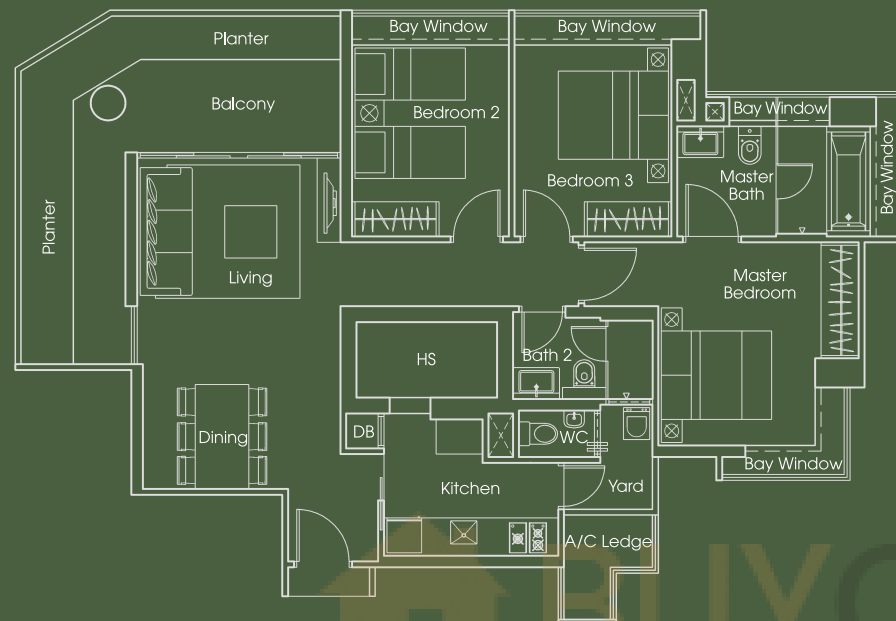 Planter
Bay Window
Bay Window
Balcony
Bedroom 2
Bay Window
Bedroom 3
Master
Bath
Bay Window
Planter
Living
Master
Bedroom
HS
Bath 2
DB
Dining
WC
Bay Window
Kitchen
Yard
A/C Ledge